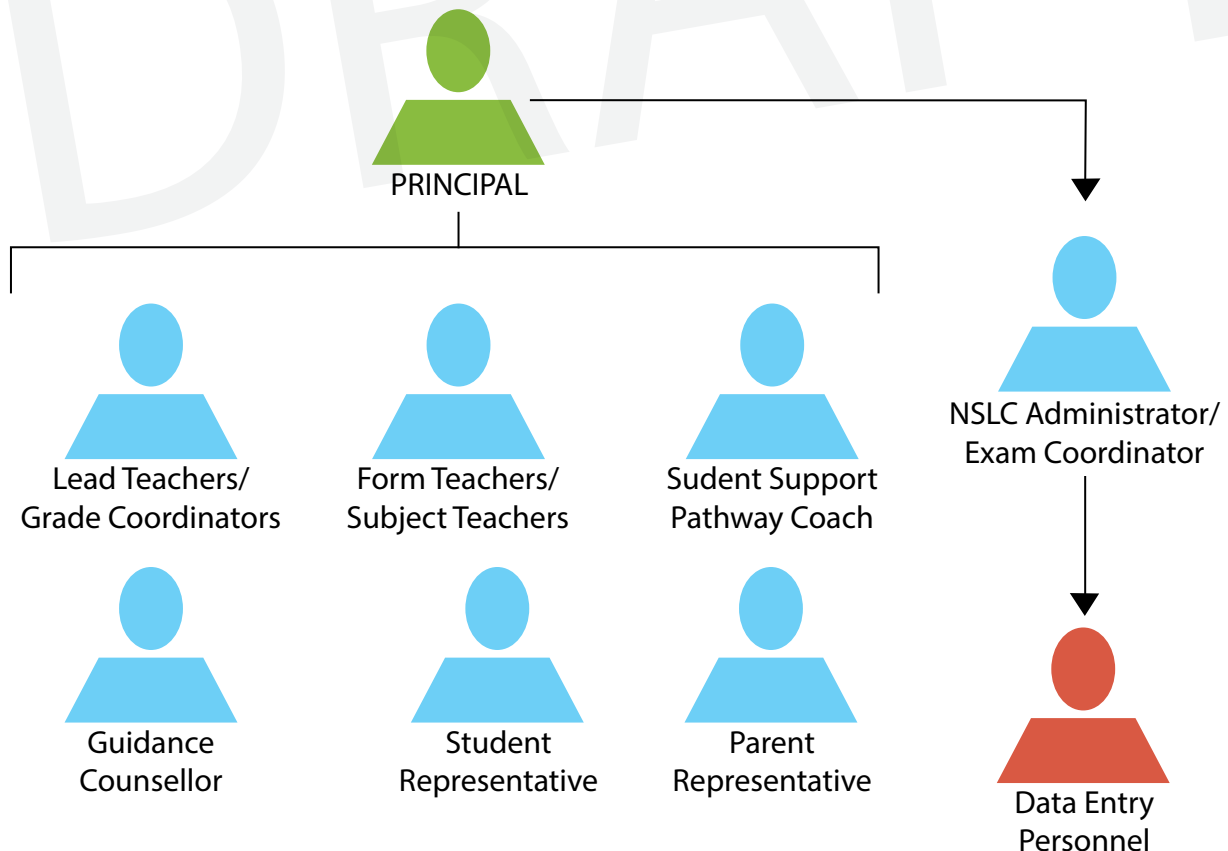 DRAFT
PRINCIPAL
Lead Teachers/
Grade Coordinators
Form Teachers/
Subject Teachers
Sudent Support
Pathway Coach
NSLC Administrator/
Exam Coordinator
Guidance
Counsellor
Student
Representative
Parent
Representative
Data Entry
Personnel